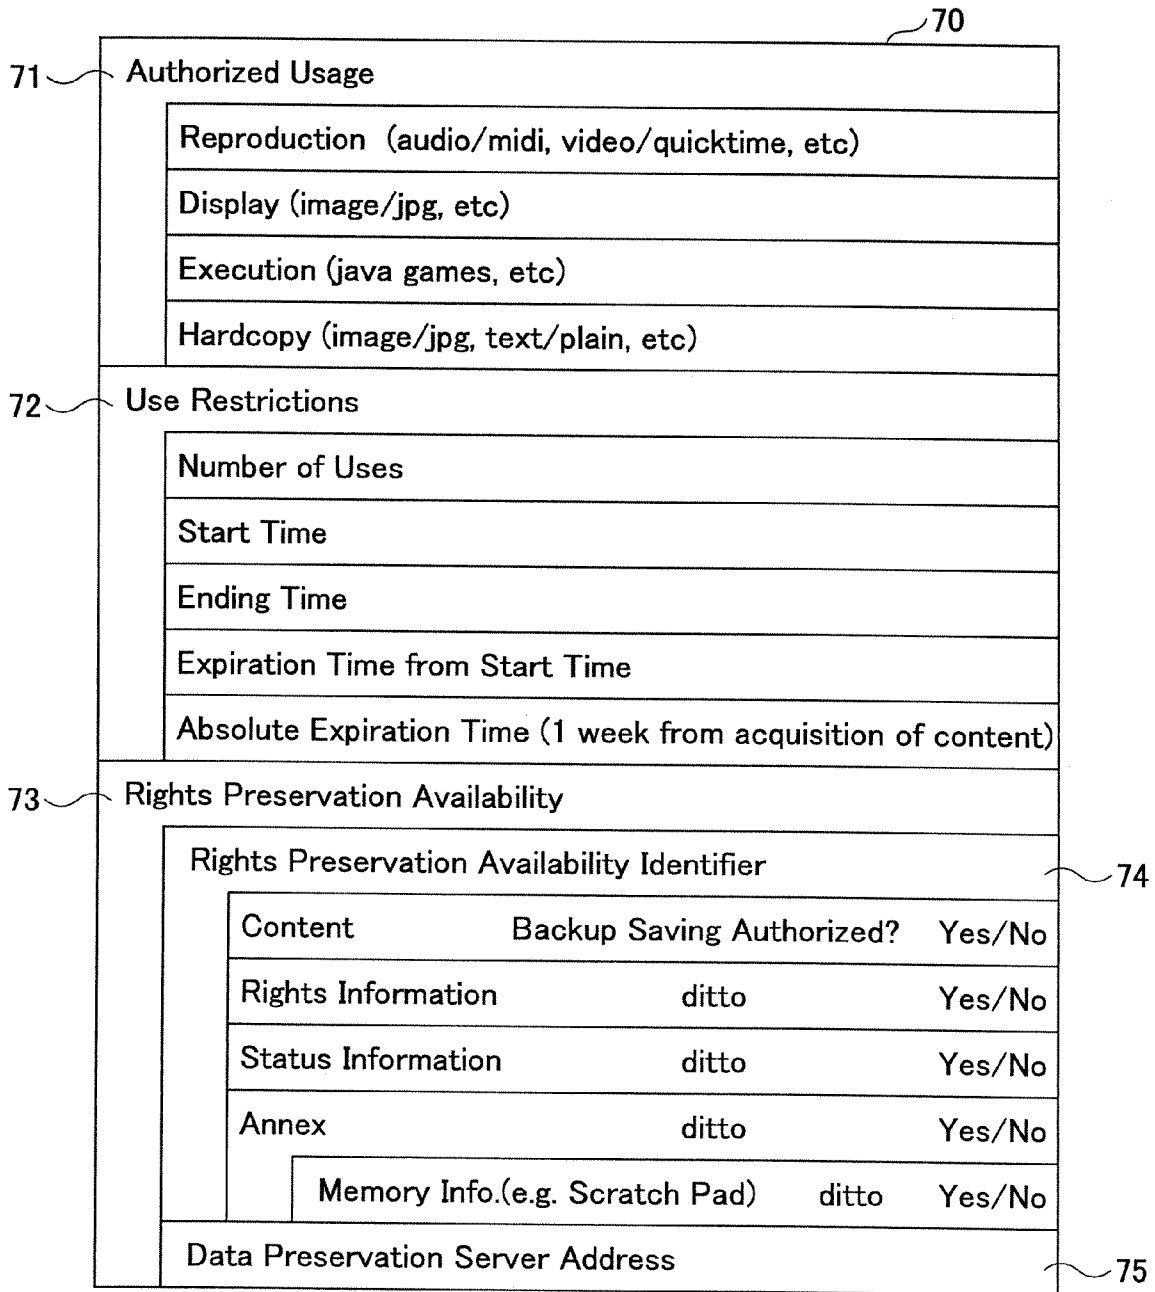 70
71 Authorized Usage
Reproduction (audio/midi, video/quicktime, etc)
Display (image/jpg, etc)
Execution (java games, etc)
Hardcopy (image/jpg, text/plain, etc)
72 Use Restrictions
Number of Uses
Start Time
Ending Time
Expiration Time from Start Time
Absolute Expiration Time (1 week from acquisition of content)
73 Rights Preservation Availability
Rights Preservation Availability Identifier 74
Content Backup Saving Authorized? Yes/No
Rights Information ditto Yes/No
Status Information ditto Yes/No
Annex ditto Yes/No
Memory Info.(e.g. Scratch Pad) ditto Yes/No
Data Preservation Server Address 75